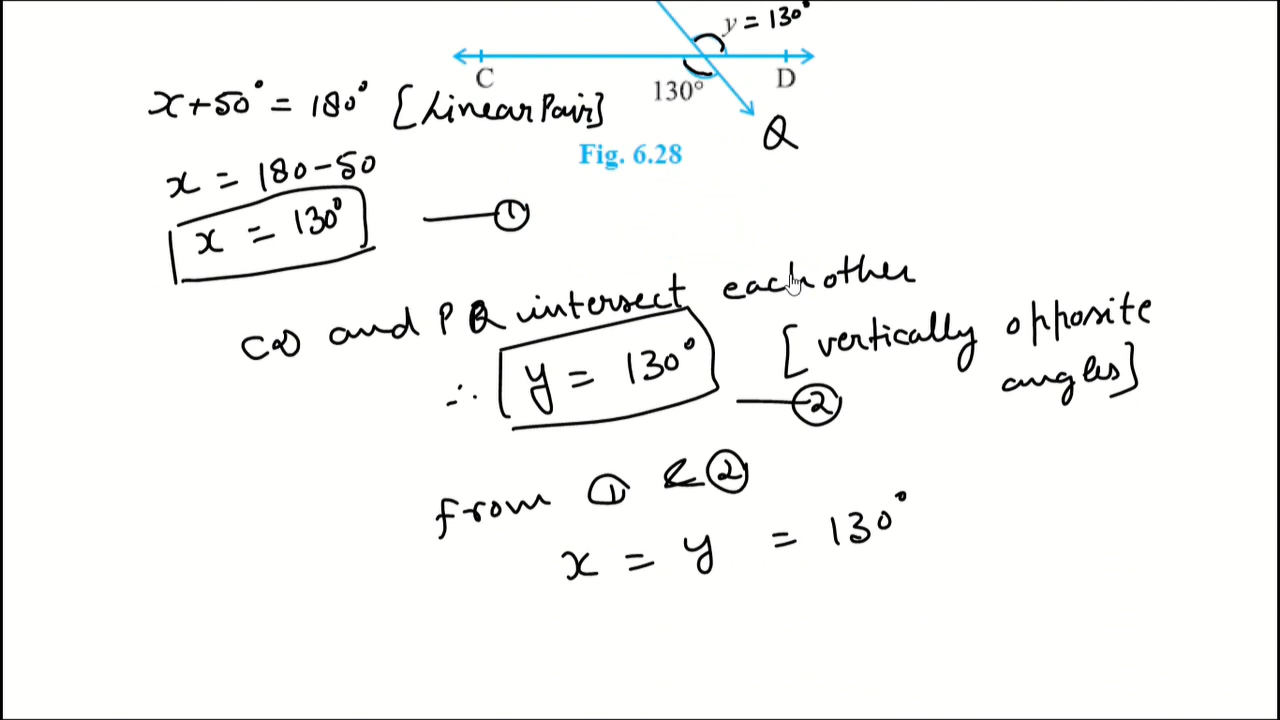 y = 130°
C
130°
D
x+50° = 180° [Linear Pair]
Q
Fig. 6.28
x = 180-50
x = 130° ①
CD and PQ intersect each other
∴ y = 130° [vertically opposite
angles]
②
from ① & ②
x = y = 130°